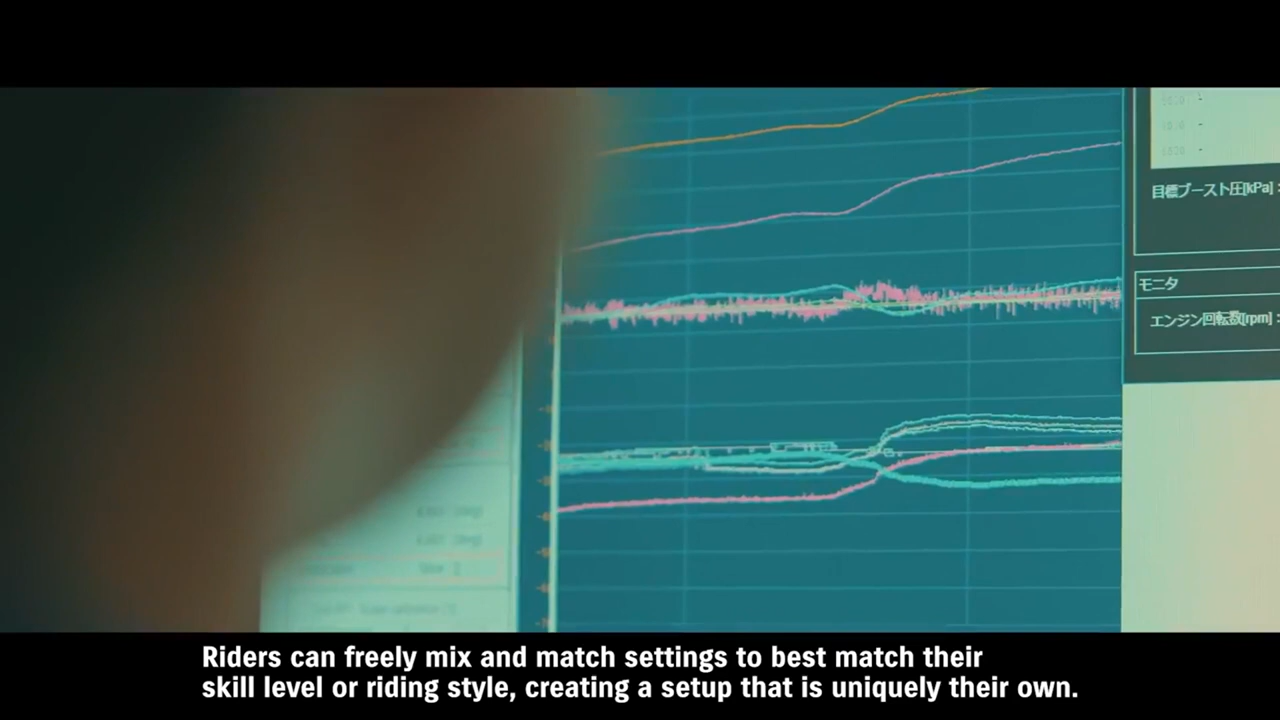 目標ブースト圧[kPa] :
モニタ
エンジン回転数[rpm] :
Riders can freely mix and match settings to best match their
skill level or riding style, creating a setup that is uniquely their own.